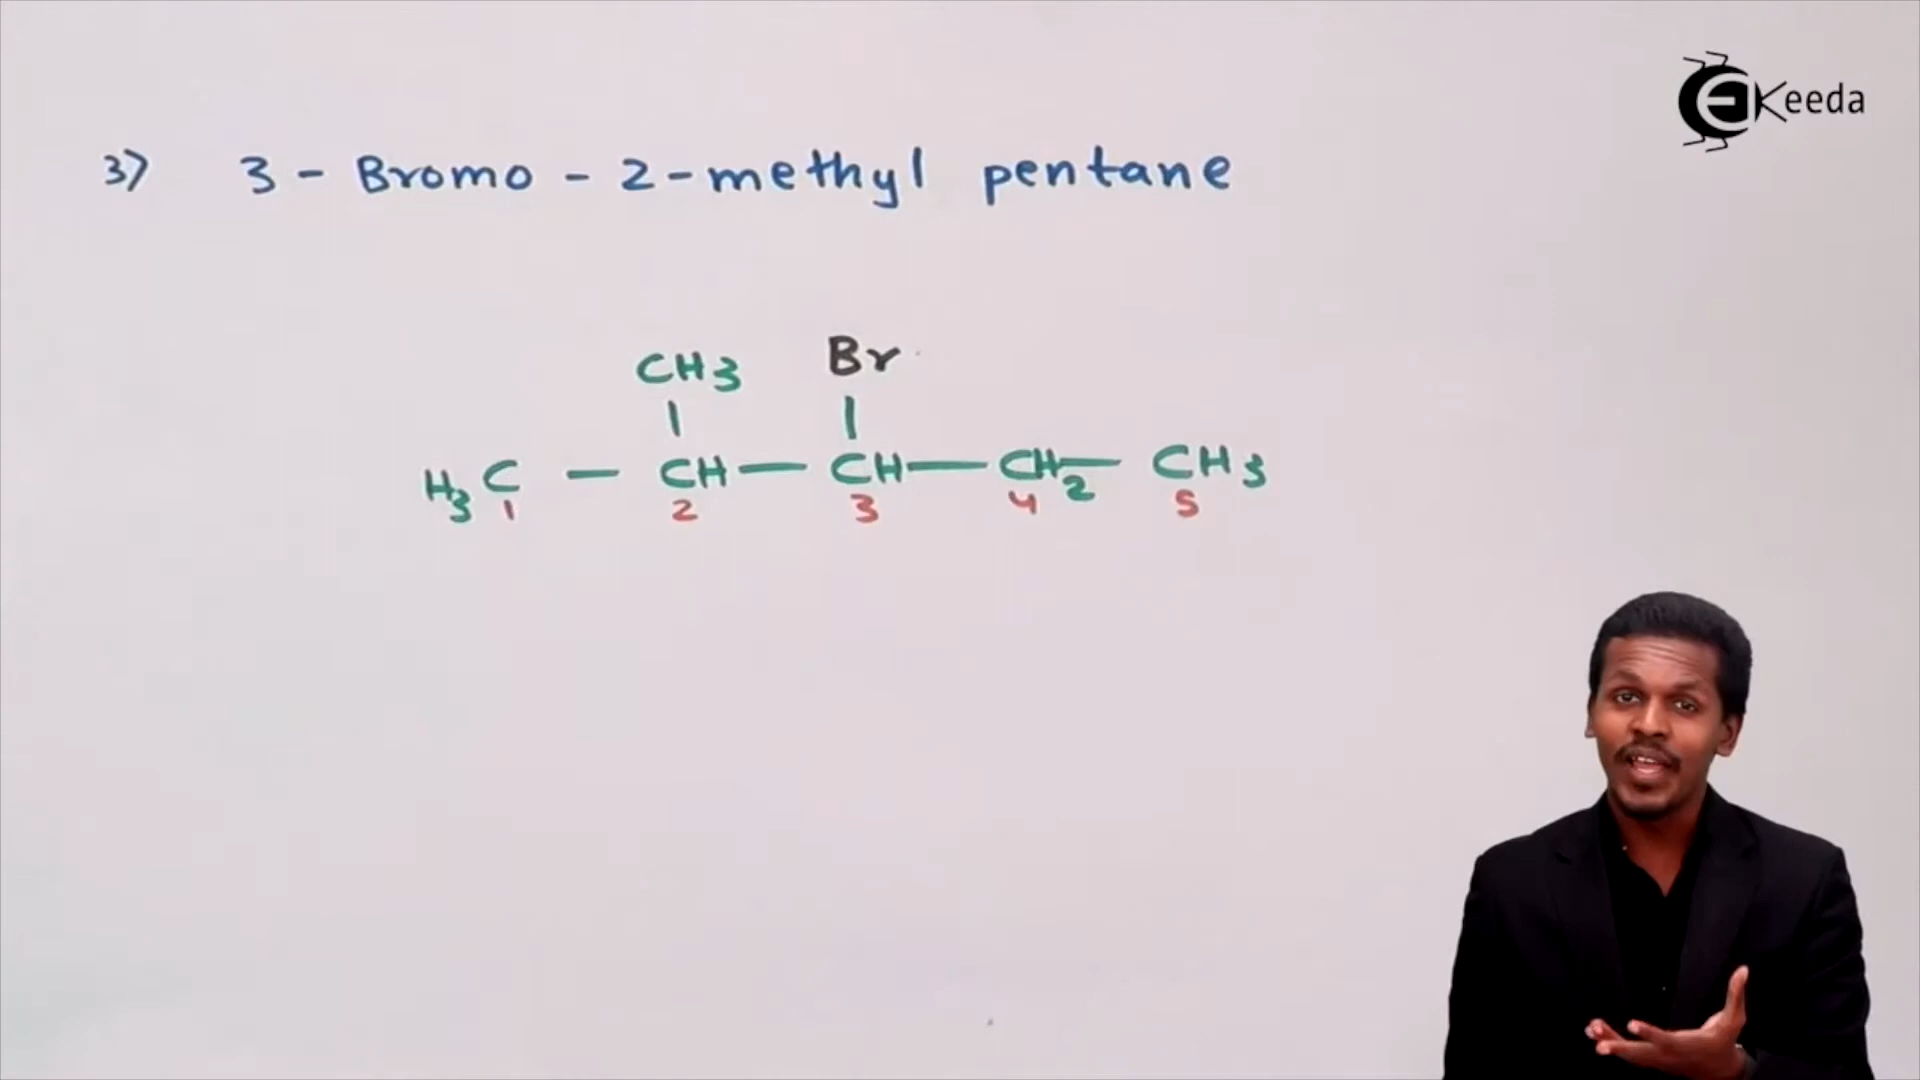 EKeeda
3) 3 - Bromo - 2 - methyl pentane
CH3 Br
| |
H3C — CH — CH — CH2 — CH3
1 2 3 4 5